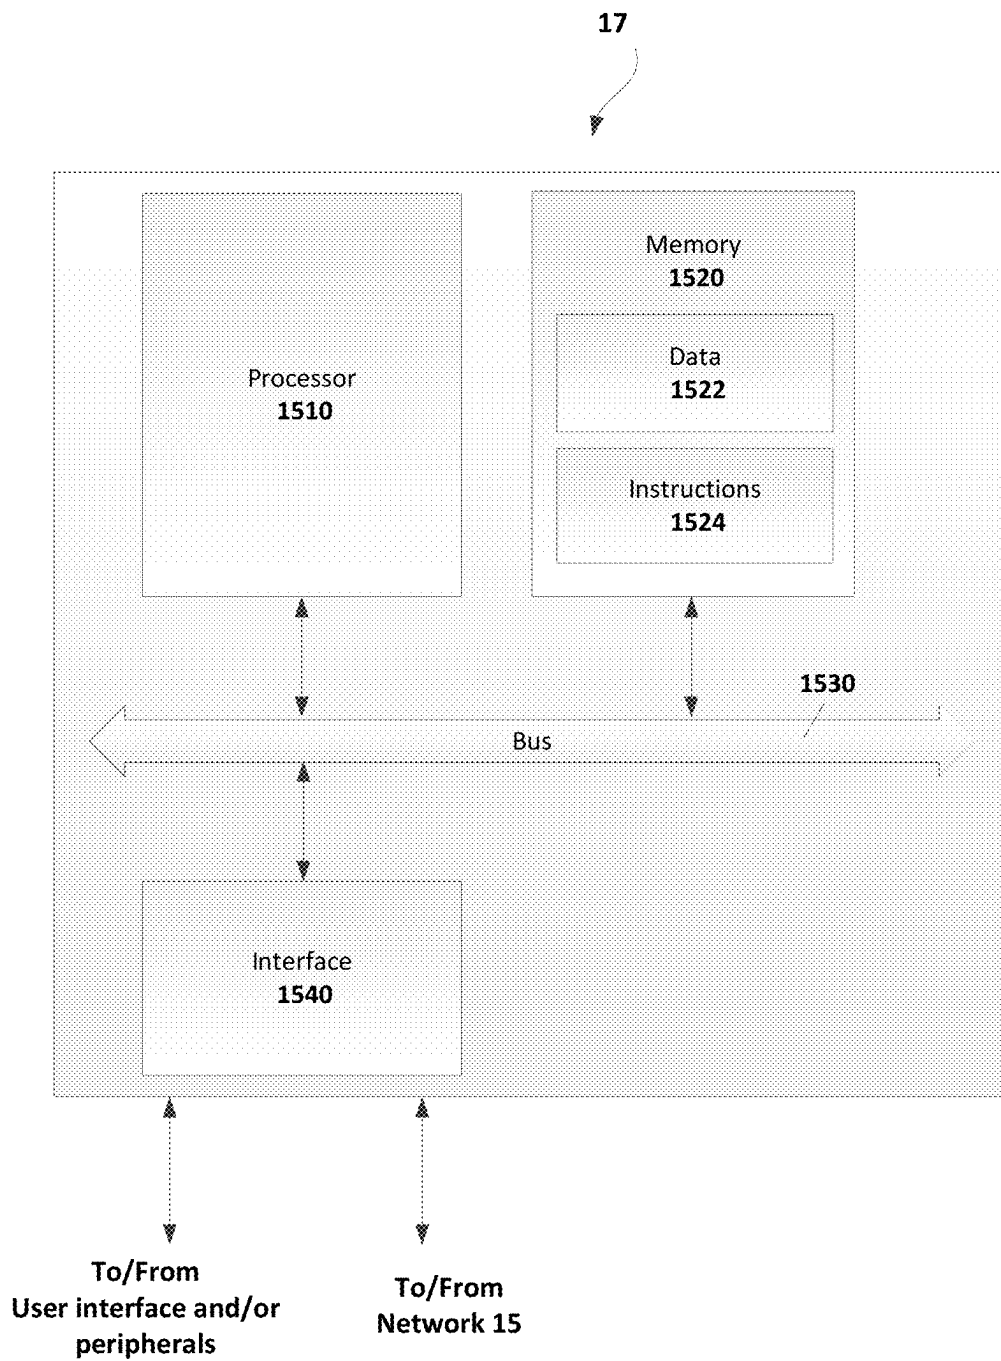 17
Processor
1510
Memory
1520
Data
1522
Instructions
1524
1530
Bus
Interface
1540
To/From
User interface and/or
peripherals
To/From
Network 15